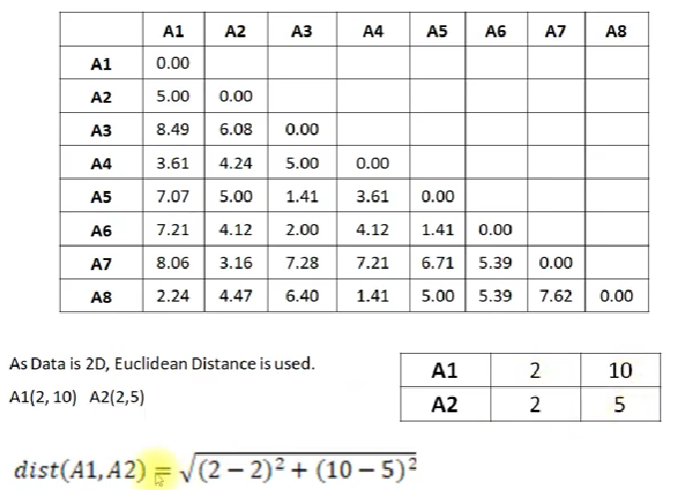 A1 A2 A3 A4 A5 A6 A7 A8
A1 0.00
A2 5.00 0.00
A3 8.49 6.08 0.00
A4 3.61 4.24 5.00 0.00
A5 7.07 5.00 1.41 3.61 0.00
A6 7.21 4.12 2.00 4.12 1.41 0.00
A7 8.06 3.16 7.28 7.21 6.71 5.39 0.00
A8 2.24 4.47 6.40 1.41 5.00 5.39 7.62 0.00
As Data is 2D, Euclidean Distance is used.
A1(2, 10) A2(2,5)
A1 2 10
A2 2 5
dist(A1, A2) = √(2 − 2)² + (10 − 5)²